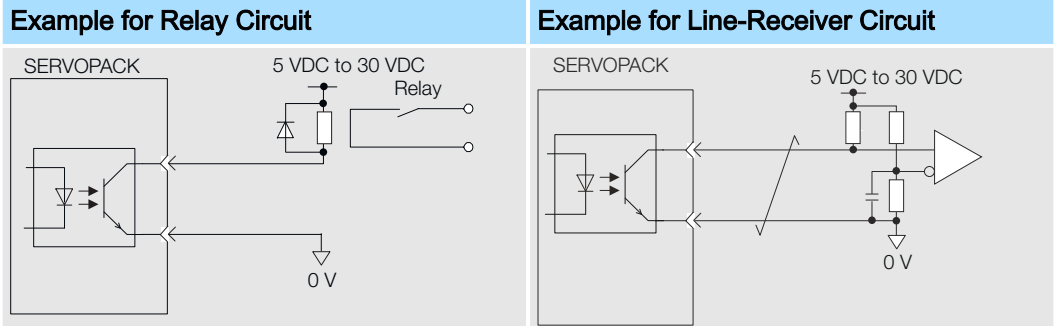 Example for Relay Circuit
Example for Line-Receiver Circuit
SERVOPACK
5 VDC to 30 VDC
Relay
0 V
SERVOPACK
5 VDC to 30 VDC
0 V